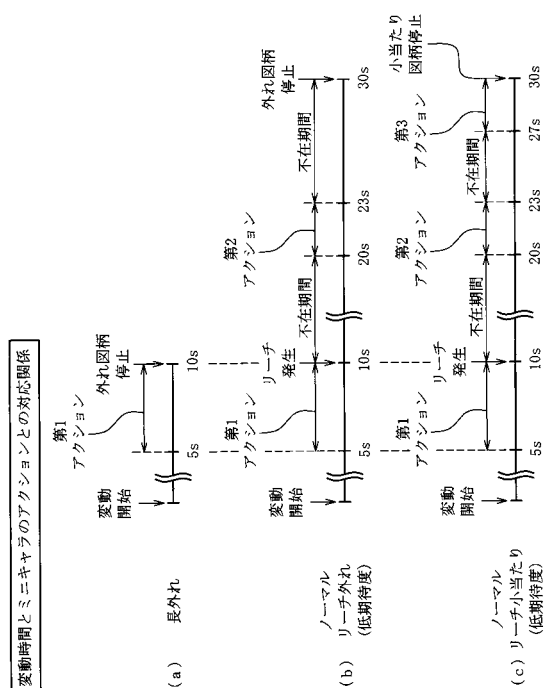 変動時間とミニキャラのアクションとの対応関係
(a)
長外れ
変動
開始
第1
アクション
外れ図柄
停止
5s
10s
(b)
ノーマル
リーチ外れ
(低期待度)
変動
開始
第1
アクション
リーチ
発生
不在期間
第2
アクション
不在期間
外れ図柄
停止
5s
10s
20s
23s
30s
(c)
ノーマル
リーチ小当たり
(低期待度)
変動
開始
第1
アクション
リーチ
発生
不在期間
第2
アクション
不在期間
第3
アクション
小当たり
図柄停止
5s
10s
20s
23s
27s
30s